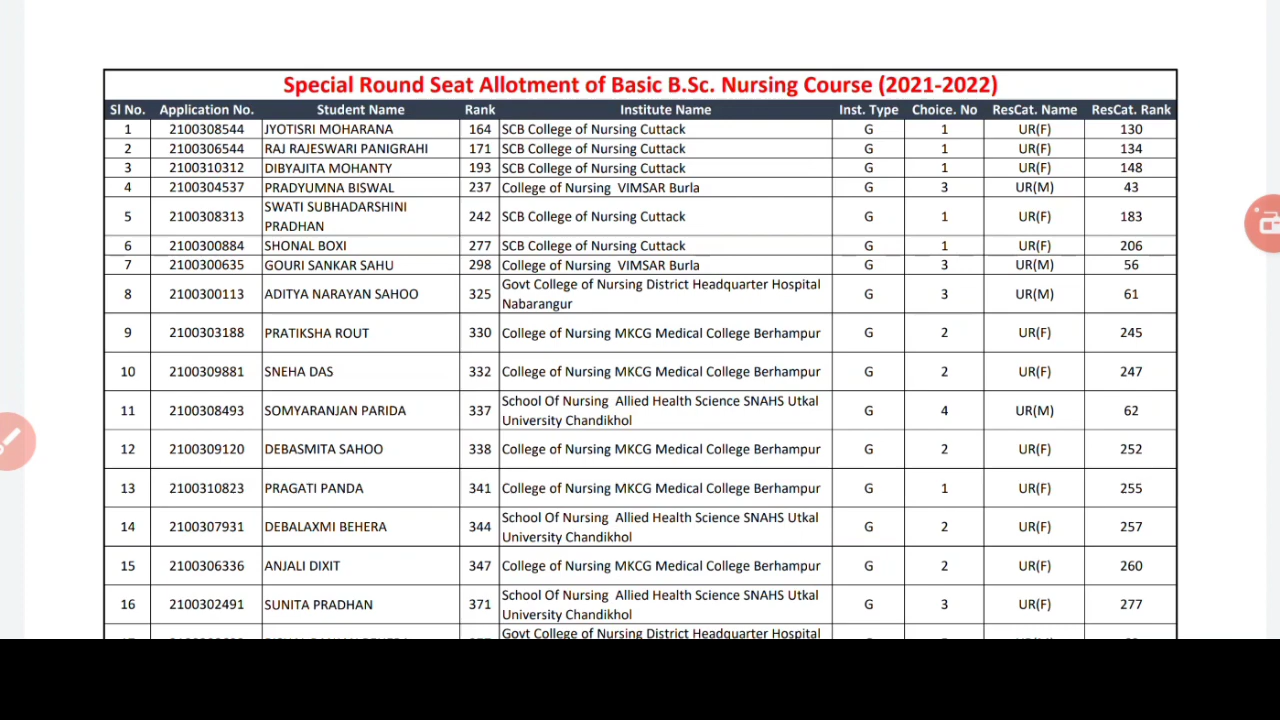 Special Round Seat Allotment of Basic B.Sc. Nursing Course (2021-2022)
Sl No. Application No. Student Name Rank Institute Name Inst. Type Choice. No ResCat. Name ResCat. Rank
1 2100308544 JYOTISRI MOHARANA 164 SCB College of Nursing Cuttack G 1 UR(F) 130
2 2100306544 RAJ RAJESWARI PANIGRAHI 171 SCB College of Nursing Cuttack G 1 UR(F) 134
3 2100310312 DIBYAJITA MOHANTY 193 SCB College of Nursing Cuttack G 1 UR(F) 148
4 2100304537 PRADYUMNA BISWAL 237 College of Nursing VIMSAR Burla G 3 UR(M) 43
5 2100308313 SWATI SUBHADARSHINI
PRADHAN 242 SCB College of Nursing Cuttack G 1 UR(F) 183
6 2100300884 SHONAL BOXI 277 SCB College of Nursing Cuttack G 1 UR(F) 206
7 2100300635 GOURI SANKAR SAHU 298 College of Nursing VIMSAR Burla G 3 UR(M) 56
8 2100300113 ADITYA NARAYAN SAHOO 325 Govt College of Nursing District Headquarter Hospital
Nabarangur G 3 UR(M) 61
9 2100303188 PRATIKSHA ROUT 330 College of Nursing MKCG Medical College Berhampur G 2 UR(F) 245
10 2100309881 SNEHA DAS 332 College of Nursing MKCG Medical College Berhampur G 2 UR(F) 247
11 2100308493 SOMYARANJAN PARIDA 337 School Of Nursing Allied Health Science SNAHS Utkal
University Chandikhol G 4 UR(M) 62
12 2100309120 DEBASMITA SAHOO 338 College of Nursing MKCG Medical College Berhampur G 2 UR(F) 252
13 2100310823 PRAGATI PANDA 341 College of Nursing MKCG Medical College Berhampur G 1 UR(F) 255
14 2100307931 DEBALAXMI BEHERA 344 School Of Nursing Allied Health Science SNAHS Utkal
University Chandikhol G 2 UR(F) 257
15 2100306336 ANJALI DIXIT 347 College of Nursing MKCG Medical College Berhampur G 2 UR(F) 260
16 2100302491 SUNITA PRADHAN 371 School Of Nursing Allied Health Science SNAHS Utkal
University Chandikhol G 3 UR(F) 277
Govt College of Nursing District Headquarter Hospital